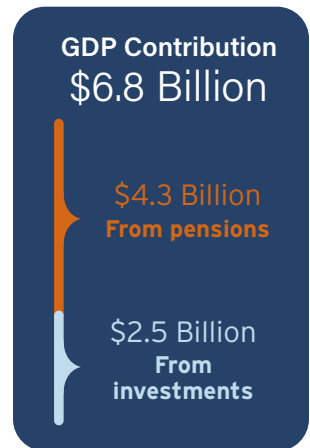 GDP Contribution
$6.8 Billion
$4.3 Billion
From pensions
$2.5 Billion
From
investments